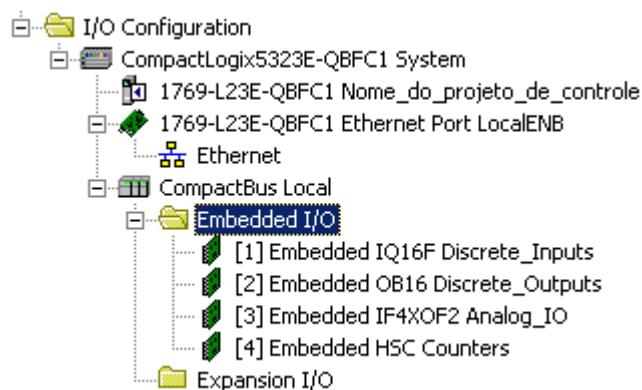 I/O Configuration
CompactLogix5323E-QBFC1 System
1769-L23E-QBFC1 Nome_do_projeto_de_controle
1769-L23E-QBFC1 Ethernet Port LocalENB
Ethernet
CompactBus Local
Embedded I/O
[1] Embedded IQ16F Discrete_Inputs
[2] Embedded OB16 Discrete_Outputs
[3] Embedded IF4XOF2 Analog_IO
[4] Embedded HSC Counters
Expansion I/O